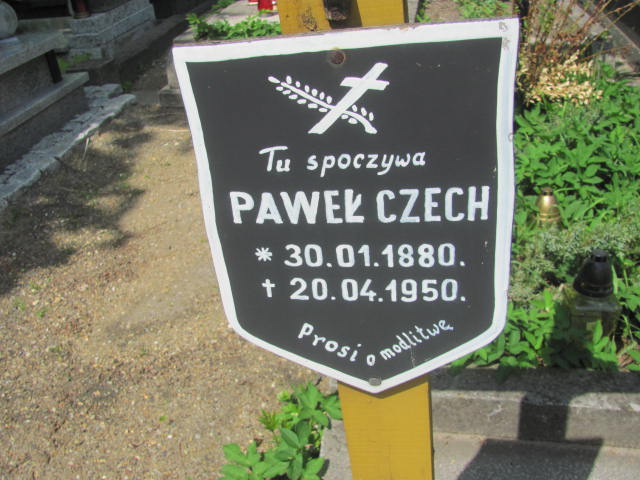 Tu spoczywa
PAWEŁ CZECH
* 30.01.1880.
† 20.04.1950.
Prosi o modlitwę